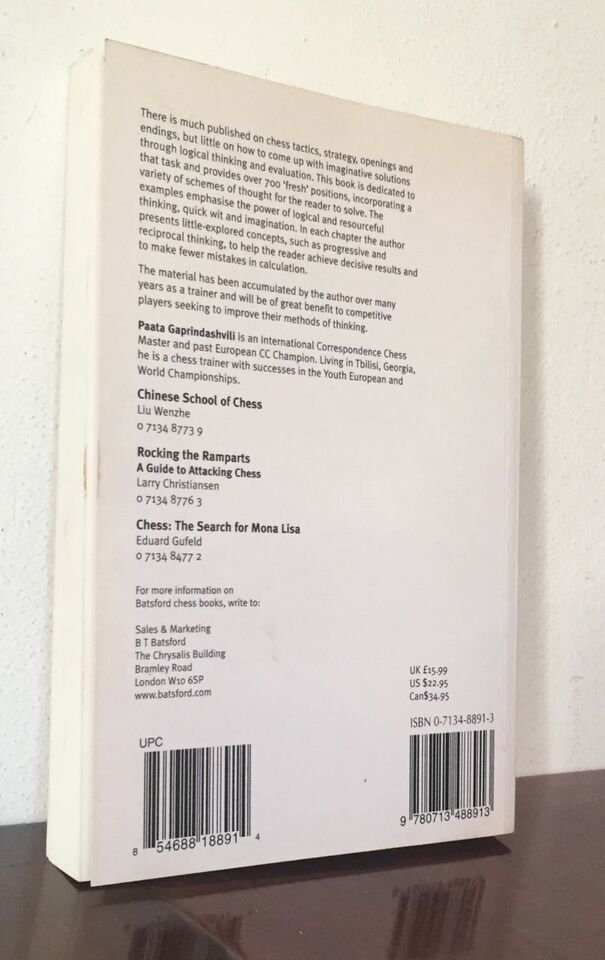 There is much published on chess tactics, strategy, openings and
endings, but little on how to come up with imaginative solutions
through logical thinking and evaluation. This book is dedicated to
that task and provides over 700 'fresh' positions, incorporating a
variety of schemes of thought for the reader to solve. The
examples emphasise the power of logical and resourceful
thinking, quick wit and imagination. In each chapter the author
presents little-explored concepts, such as progressive and
reciprocal thinking, to help the reader achieve decisive results and
to make fewer mistakes in calculation.
The material has been accumulated by the author over many
years as a trainer and will be of great benefit to competitive
players seeking to improve their methods of thinking.
Paata Gaprindashvili is an International Correspondence Chess
Master and past European CC Champion. Living in Tbilisi, Georgia,
he is a chess trainer with successes in the Youth European and
World Championships.
Chinese School of Chess
Liu Wenzhe
0 7134 8773 9
Rocking the Ramparts
A Guide to Attacking Chess
Larry Christiansen
0 7134 8776 3
Chess: The Search for Mona Lisa
Eduard Gufeld
0 7134 8477 2
For more information on
Batsford chess books, write to:
Sales & Marketing
B T Batsford
The Chrysalis Building
Bramley Road
London W10 6SP
www.batsford.com
UK £15.99
US $22.95
Can$34.95
ISBN 0-7134-8891-3
UPC
8 54688 18891 4
9 780713 488913